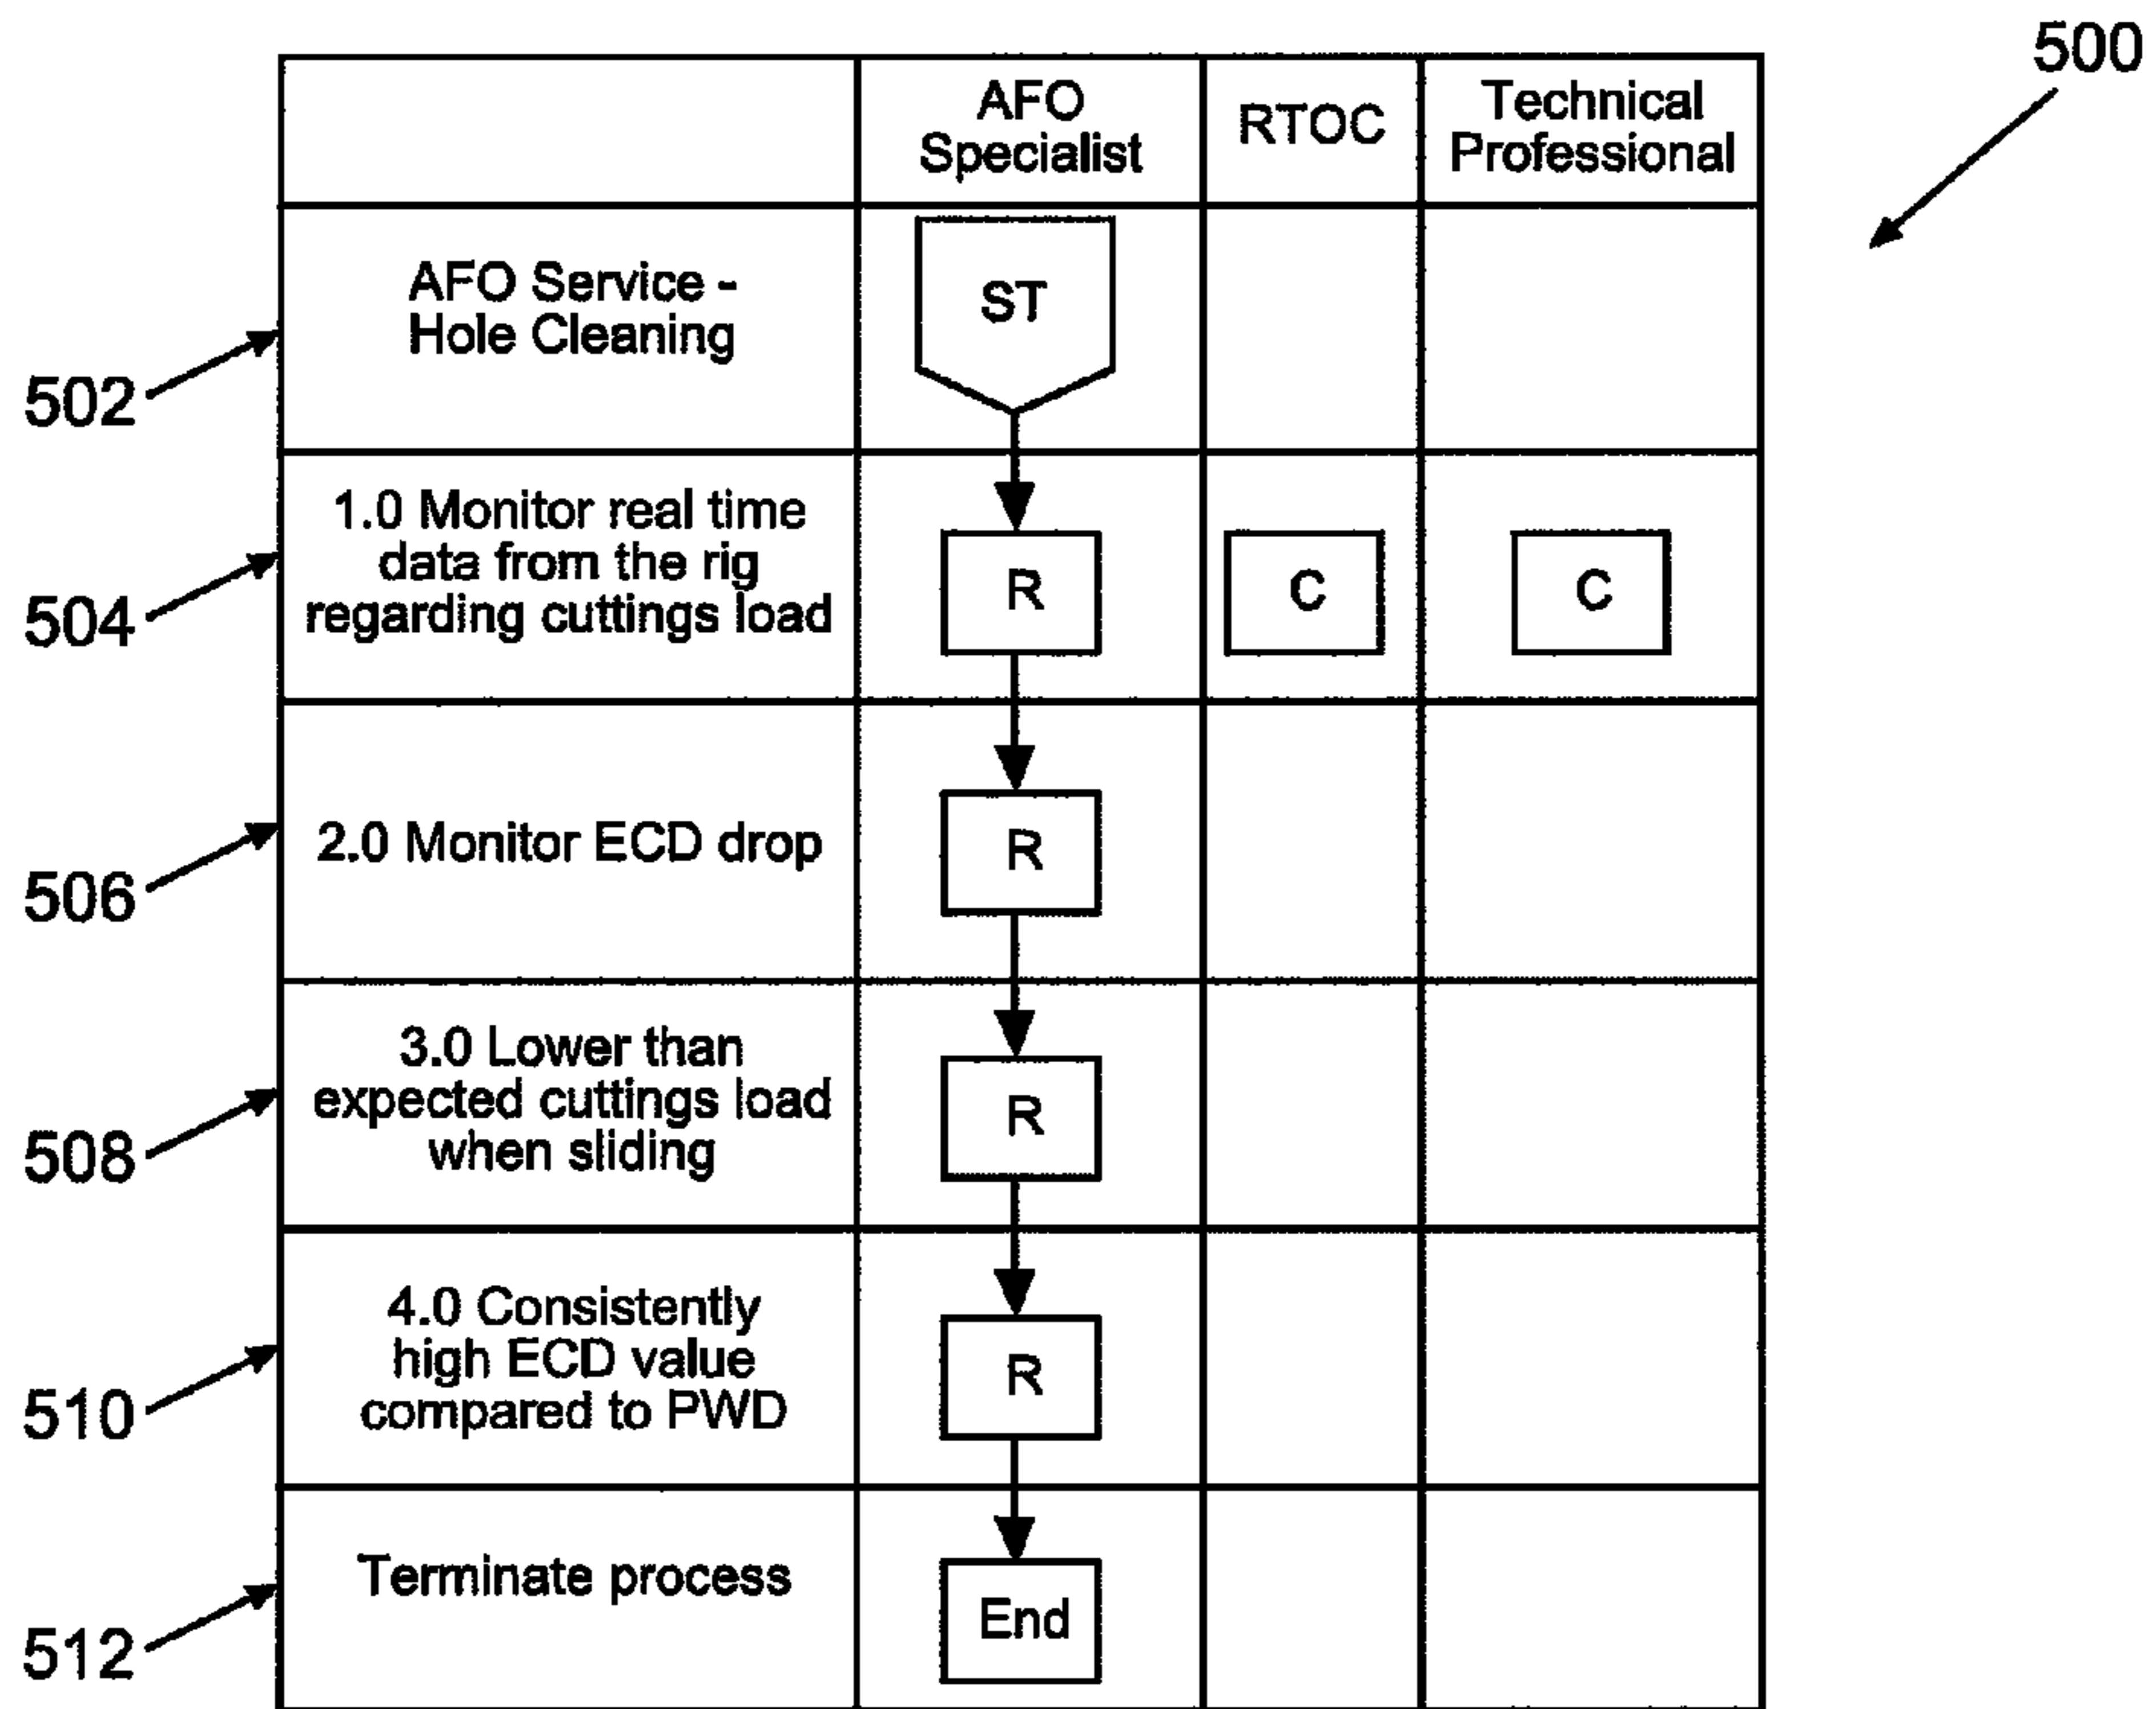 500
AFO
Specialist
RTOC
Technical
Professional
AFO Service -
Hole Cleaning
ST
502
1.0 Monitor real time
data from the rig
regarding cuttings load
R
C
C
504
2.0 Monitor ECD drop
R
506
3.0 Lower than
expected cuttings load
when sliding
R
508
4.0 Consistently
high ECD value
compared to PWD
R
510
Terminate process
End
512